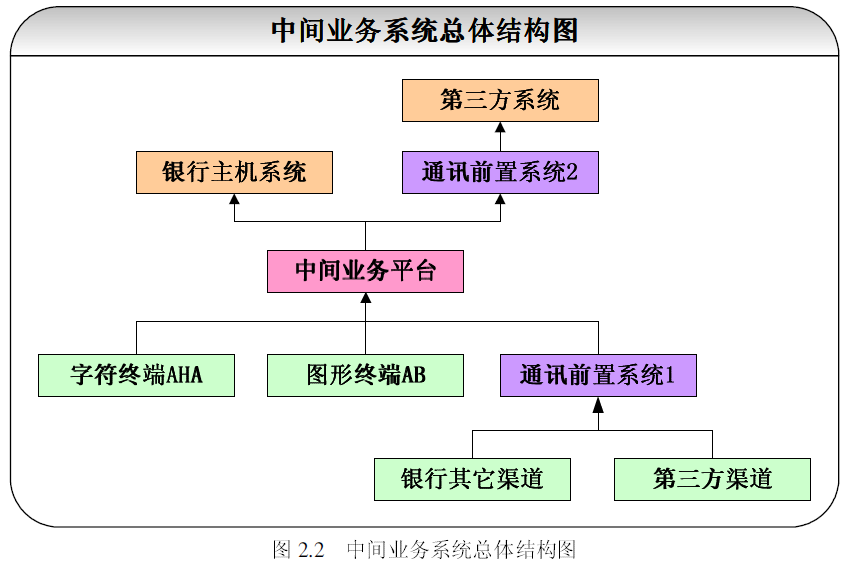 中间业务系统总体结构图
第三方系统
银行主机系统
通讯前置系统2
中间业务平台
字符终端AHA
图形终端AB
通讯前置系统1
银行其它渠道
第三方渠道
图 2.2 中间业务系统总体结构图